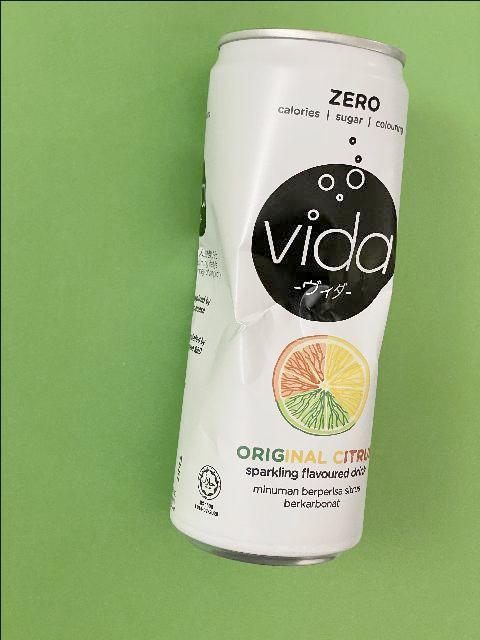 ZERO
calories | sugar | colouring
vida
-ヴィダ-
ORIGINAL CITRUS
sparkling flavoured drink
minuman berperisa sitrus
berkarbonat